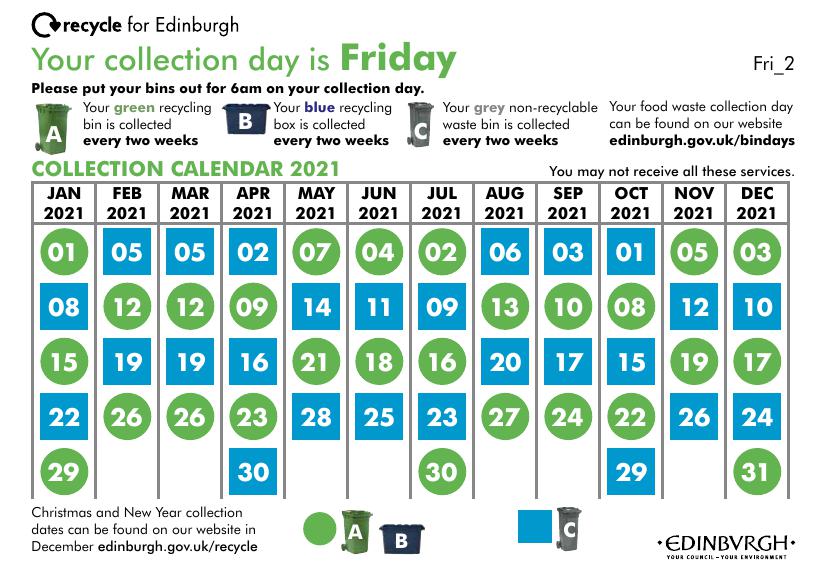 recycle for Edinburgh
Your collection day is Friday
Fri_2
Please put your bins out for 6am on your collection day.
A
Your green recycling
bin is collected
every two weeks
B
Your blue recycling
box is collected
every two weeks
C
Your grey non-recyclable
waste bin is collected
every two weeks
Your food waste collection day
can be found on our website
edinburgh.gov.uk/bindays
COLLECTION CALENDAR 2021
You may not receive all these services.
JAN FEB MAR APR MAY JUN JUL AUG SEP OCT NOV DEC
2021 2021 2021 2021 2021 2021 2021 2021 2021 2021 2021 2021
01 05 05 02 07 04 02 06 03 01 05 03
08 12 12 09 14 11 09 13 10 08 12 10
15 19 19 16 21 18 16 20 17 15 19 17
22 26 26 23 28 25 23 27 24 22 26 24
29 30 30 29 31
Christmas and New Year collection
dates can be found on our website in
December edinburgh.gov.uk/recycle
A
B
C
•EDINBVRGH•
YOUR COUNCIL – YOUR ENVIRONMENT